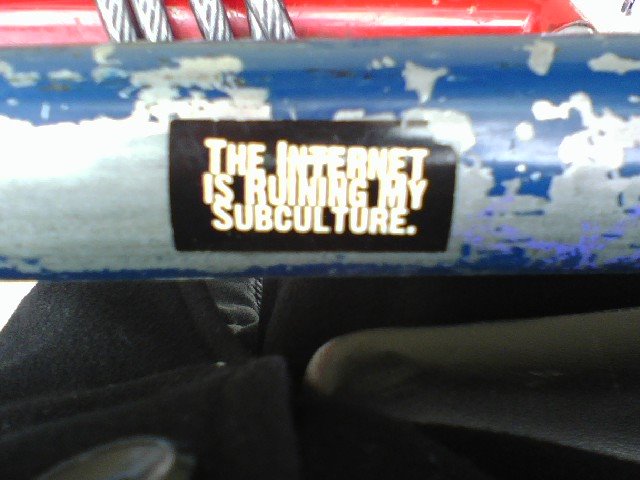 THE INTERNET
IS RUINING MY
SUBCULTURE.